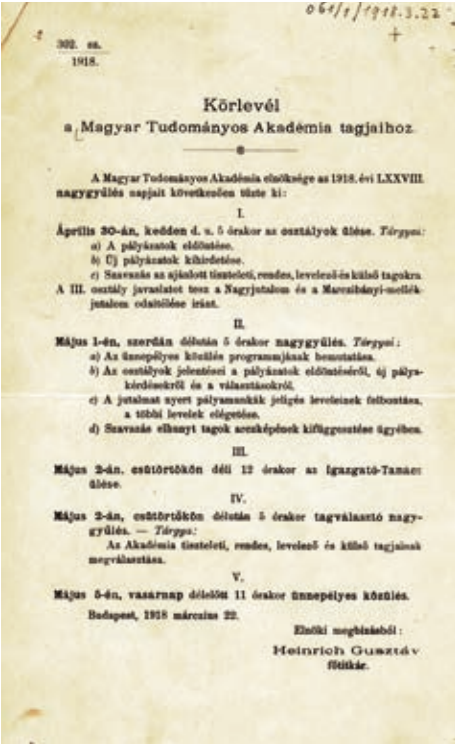 061/1/1918.3.22
302. sz.
1918.
Körlevél
a Magyar Tudományos Akadémia tagjaihoz.
A Magyar Tudományos Akadémia elnöksége az 1918. évi LXXVIII.
nagygyűlés napjait következően tűzte ki:
I.
Április 30-án, kedden d. u. 5 órakor az osztályok ülése. Tárgyai:
a) A pályázatok eldöntése.
b) Új pályázatok kihirdetése.
c) Szavazás az ajánlott tiszteleti, rendes, levelező és külső tagokra.
A III. osztály javaslatot tesz a Nagyjutalom és a Marczibányi-mellék-
jutalom odaítélése iránt.
II.
Május 1-én, szerdán délután 5 órakor nagygyűlés. Tárgyai:
a) Az ünnepélyes közülés programmjának bemutatása.
b) Az osztályok jelentései a pályázatok eldöntéséről, új pálya-
kérdésekről és a választásokról.
c) A jutalmat nyert pályamunkák jeligés leveleinek felbontása,
a többi levelek elégetése.
d) Szavazás elhunyt tagok arczképének kifüggesztése ügyében.
III.
Május 2-án, csütörtökön déli 12 órakor az Igazgató-Tanács
ülése.
IV.
Május 2-án, csütörtökön délután 5 órakor tagválasztó nagy-
gyűlés. — Tárgya:
Az Akadémia tiszteleti, rendes, levelező és külső tagjainak
megválasztása.
V.
Május 5-én, vasárnap délelőtt 11 órakor ünnepélyes közülés.
Budapest, 1918 márczius 22.
Elnöki megbízásból:
Heinrich Gusztáv
főtitkár.